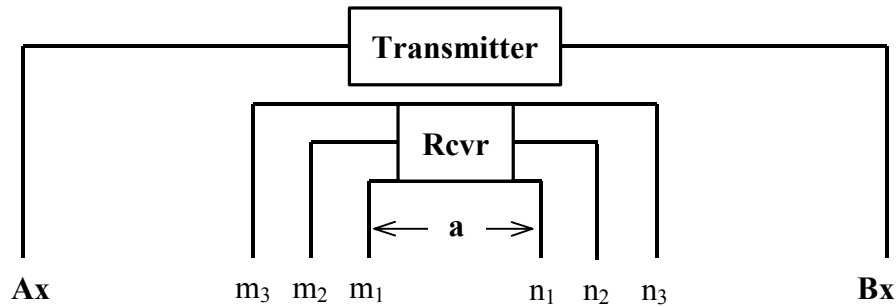 Transmitter
Rcvr
a
Ax m₃ m₂ m₁ n₁ n₂ n₃ Bx